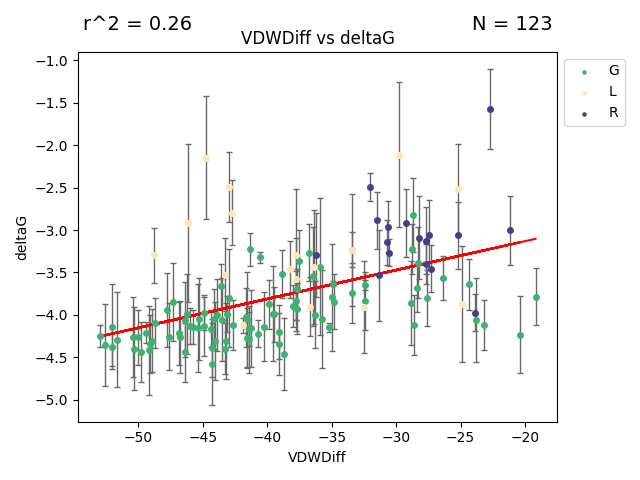 r^2 = 0.26
N = 123
VDWDiff vs deltaG
−1.0
−1.5
−2.0
−2.5
−3.0
−3.5
−4.0
−4.5
−5.0
deltaG
−50
−45
−40
−35
−30
−25
−20
VDWDiff
G
L
R